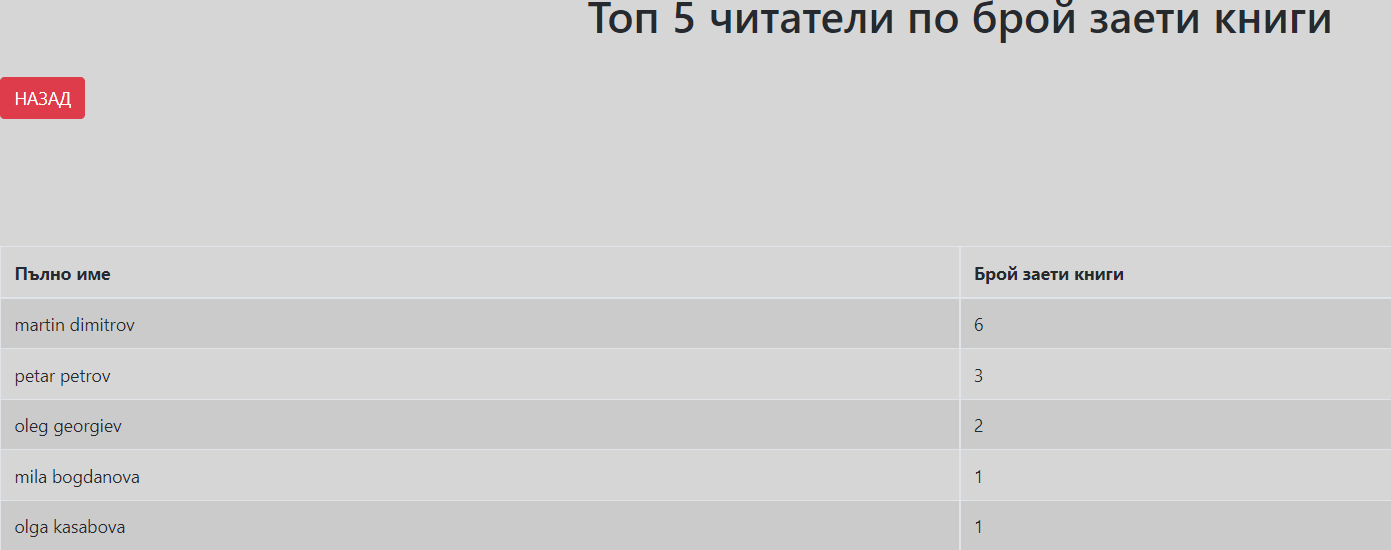 Топ 5 читатели по брой заети книги
НАЗАД
Пълно име Брой заети книги
martin dimitrov 6
petar petrov 3
oleg georgiev 2
mila bogdanova 1
olga kasabova 1